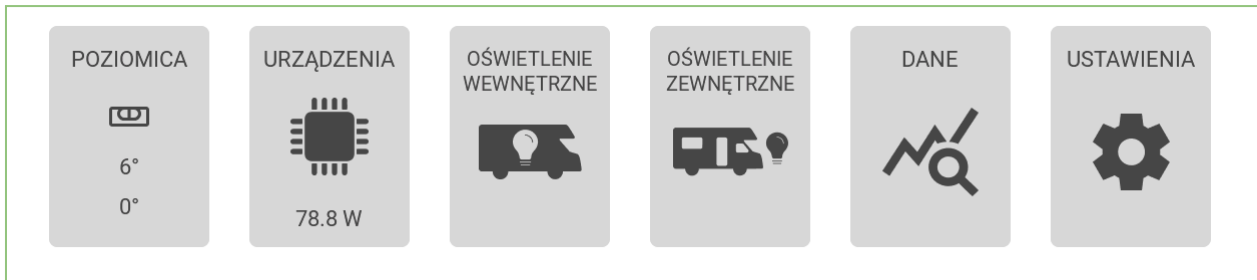 POZIOMICA
6°
0°
URZĄDZENIA
78.8 W
OŚWIETLENIE
WEWNĘTRZNE
OŚWIETLENIE
ZEWNĘTRZNE
DANE
USTAWIENIA